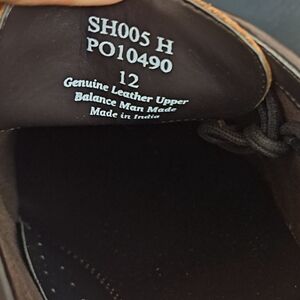 SH005 H
PO10490
12
Genuine Leather Upper
Balance Man Made
Made in India